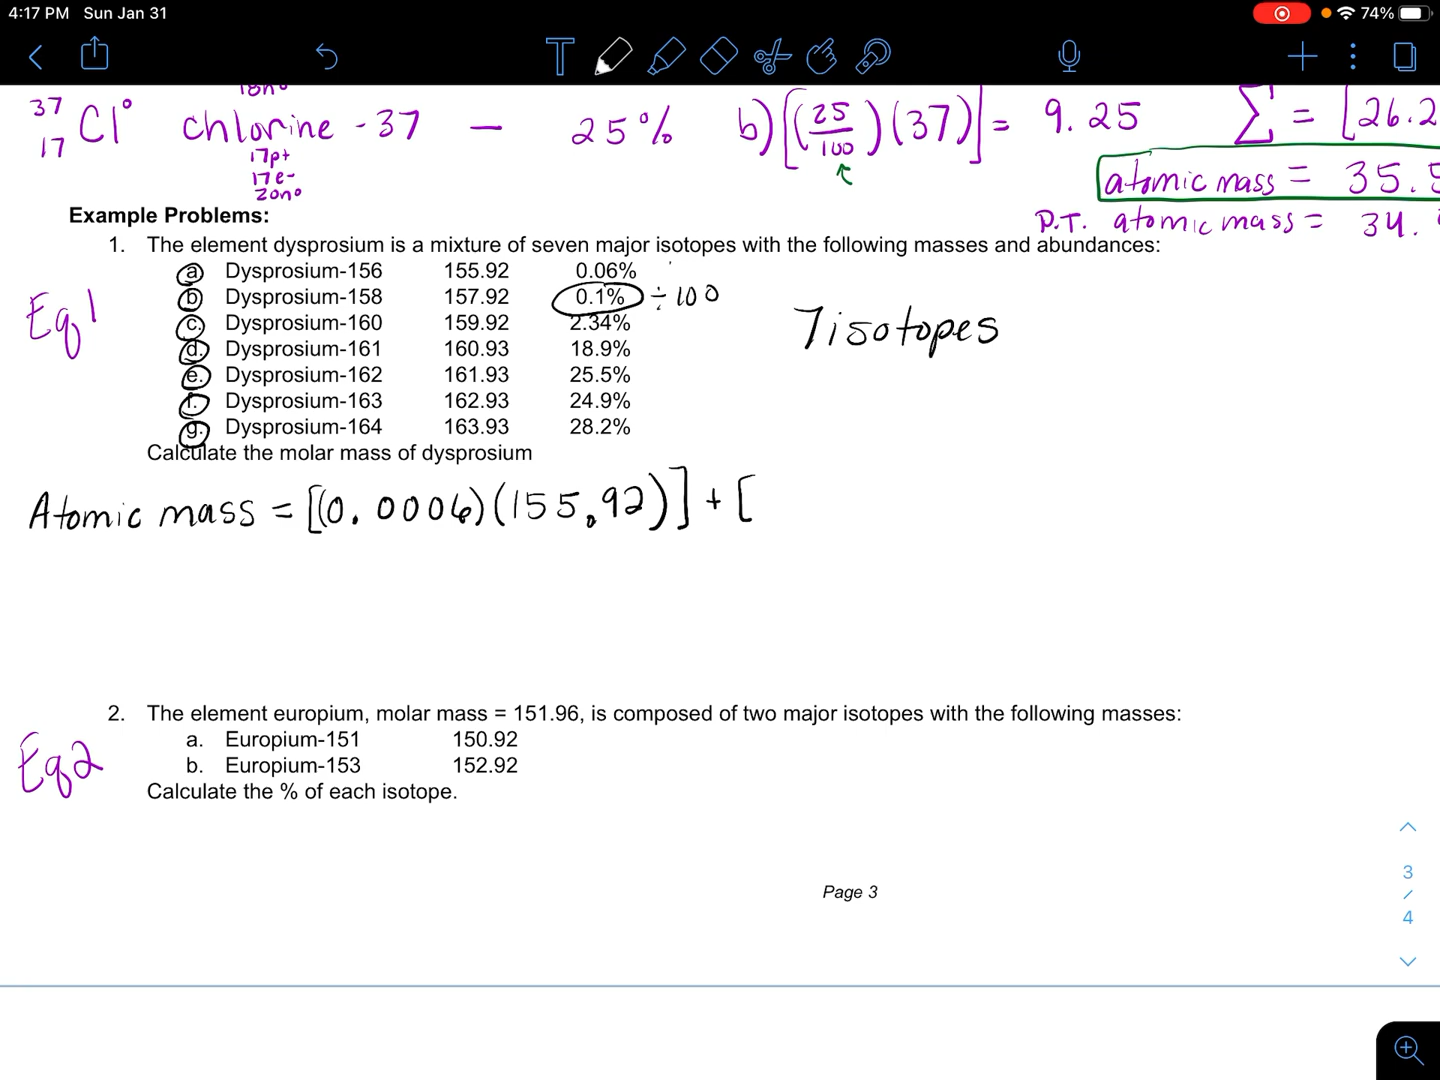 4:17 PM Sun Jan 31 74%
37 17 Cl° chlorine - 37 — 25% b) [(25/100)(37)] = 9.25 Σ = [26.2
17p+
17e-
20n°
atomic mass = 35.5
P.T. atomic mass = 34.
Example Problems:
1. The element dysprosium is a mixture of seven major isotopes with the following masses and abundances:
Eq 1
a Dysprosium-156 155.92 0.06%
b Dysprosium-158 157.92 0.1% ÷ 100
c. Dysprosium-160 159.92 2.34%
7 isotopes
d. Dysprosium-161 160.93 18.9%
e. Dysprosium-162 161.93 25.5%
f. Dysprosium-163 162.93 24.9%
g. Dysprosium-164 163.93 28.2%
Calculate the molar mass of dysprosium
Atomic mass = [(0.0006)(155.92)] + [
2. The element europium, molar mass = 151.96, is composed of two major isotopes with the following masses:
Eq 2
a. Europium-151 150.92
b. Europium-153 152.92
Calculate the % of each isotope.
Page 3
3
/
4